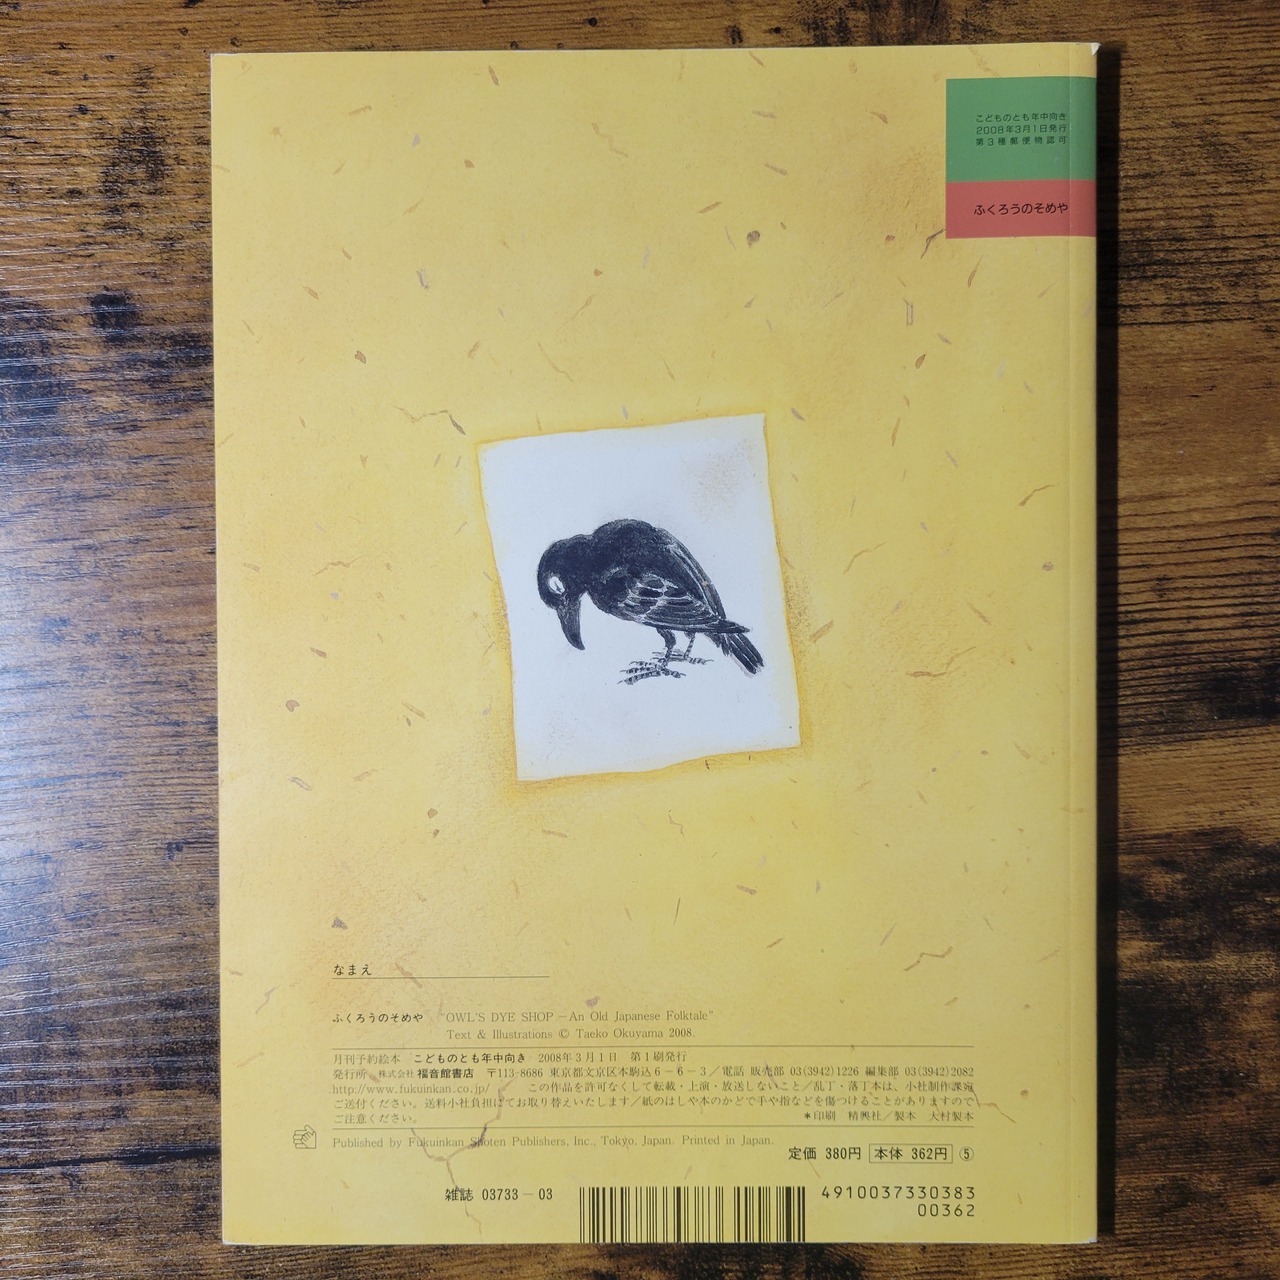 こどものとも年中向き
2008年3月1日発行
第3種郵便物認可
ふくろうのそめや
なまえ
ふくろうのそめや "OWL'S DYE SHOP —An Old Japanese Folktale"
Text & Illustrations © Taeko Okuyama 2008.
月刊予約絵本 こどものとも年中向き 2008年3月1日 第1刷発行
発行所 株式会社 福音館書店 〒113-8686 東京都文京区本駒込6-6-3／電話 販売部 03(3942)1226 編集部 03(3942)2082
http://www.fukuinkan.co.jp/ この作品を許可なくして転載・上演・放送しないこと／乱丁・落丁本は、小社制作課宛
ご送付ください。送料小社負担にてお取り替えいたします／紙のはしや本のかどで手や指などを傷つけることがありますので
ご注意ください。 ＊印刷 精興社／製本 大村製本
Published by Fukuinkan Shoten Publishers, Inc., Tokyo, Japan. Printed in Japan.
定価 380円 本体 362円 ⑤
雑誌 03733-03
4910037330383
00362